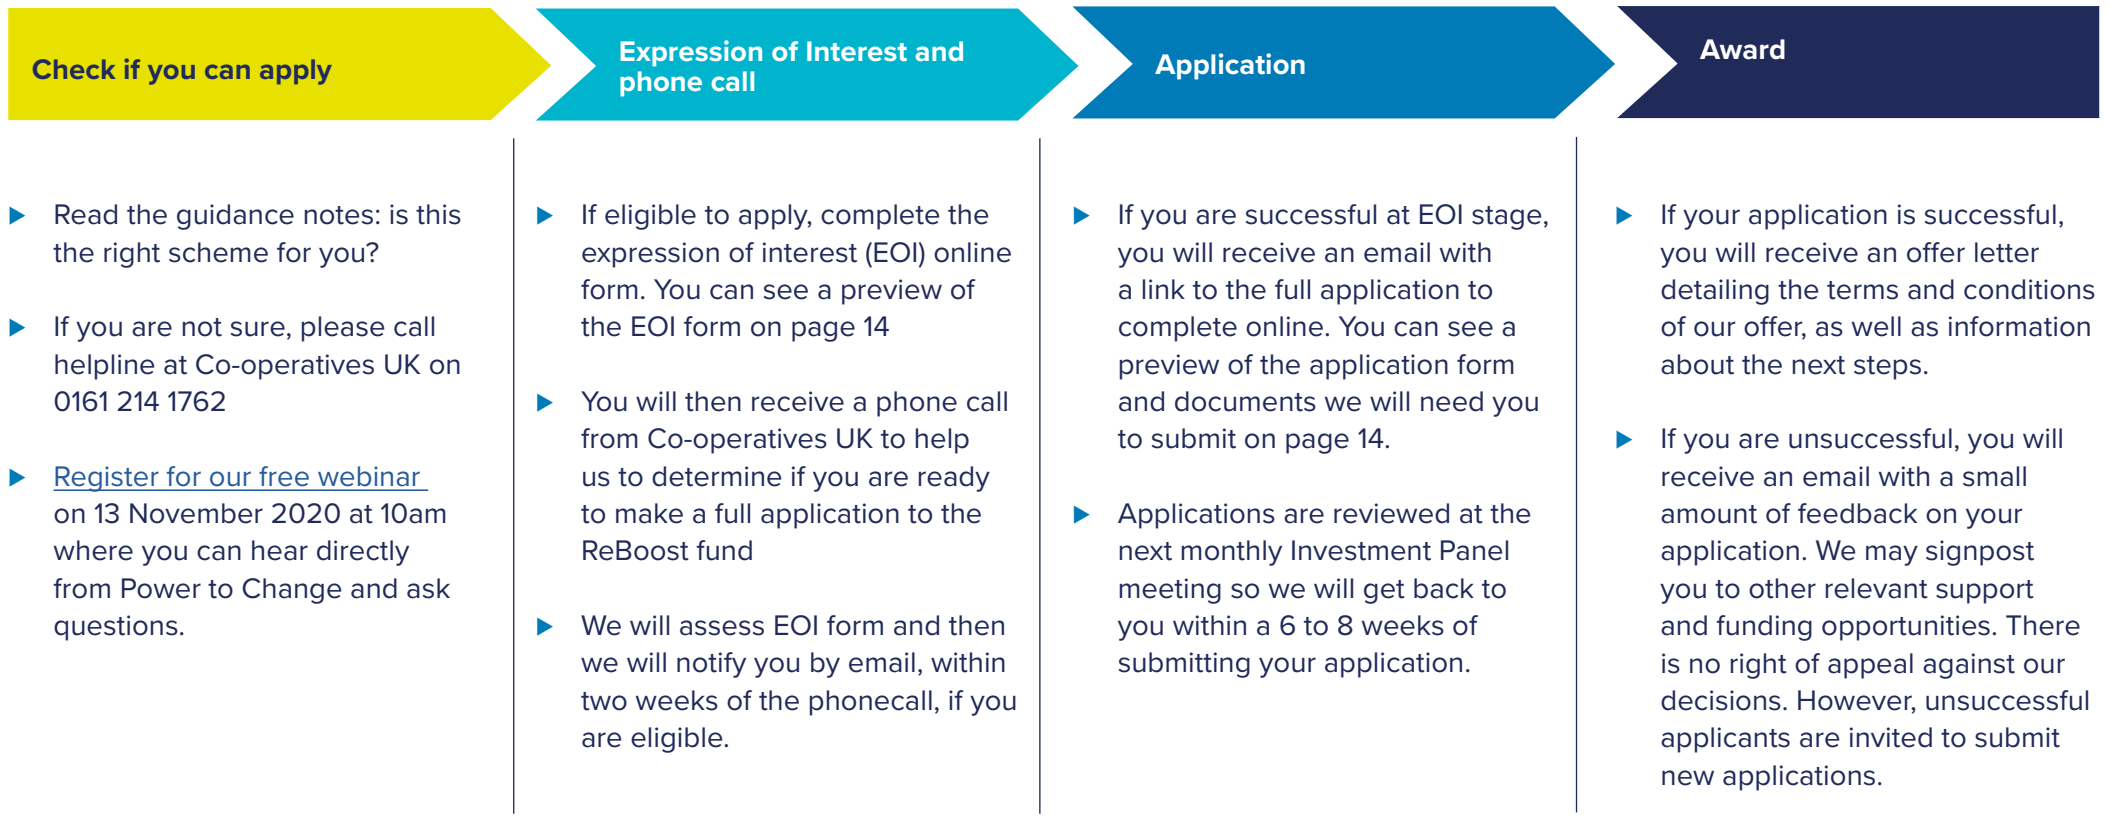 Check if you can apply
Read the guidance notes: is this
the right scheme for you?
If you are not sure, please call
helpline at Co-operatives UK on
0161 214 1762
Register for our free webinar
on 13 November 2020 at 10am
where you can hear directly
from Power to Change and ask
questions.
Expression of Interest and
phone call
If eligible to apply, complete the
expression of interest (EOI) online
form. You can see a preview of
the EOI form on page 14
You will then receive a phone call
from Co-operatives UK to help
us to determine if you are ready
to make a full application to the
ReBoost fund
We will assess EOI form and then
we will notify you by email, within
two weeks of the phonecall, if you
are eligible.
Application
If you are successful at EOI stage,
you will receive an email with
a link to the full application to
complete online. You can see a
preview of the application form
and documents we will need you
to submit on page 14.
Applications are reviewed at the
next monthly Investment Panel
meeting so we will get back to
you within a 6 to 8 weeks of
submitting your application.
Award
If your application is successful,
you will receive an offer letter
detailing the terms and conditions
of our offer, as well as information
about the next steps.
If you are unsuccessful, you will
receive an email with a small
amount of feedback on your
application. We may signpost
you to other relevant support
and funding opportunities. There
is no right of appeal against our
decisions. However, unsuccessful
applicants are invited to submit
new applications.